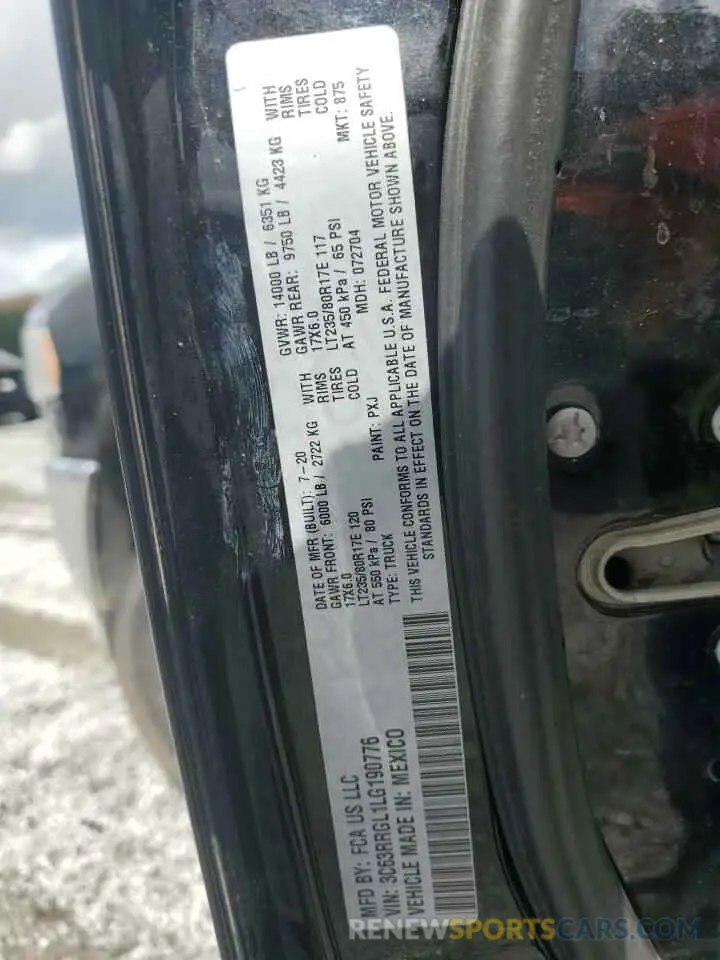 MFD BY: FCA US LLC
VIN: 3C63RRGL1LG190776
VEHICLE MADE IN: MEXICO
DATE OF MFR (BUILT): 7-20
GAWR FRONT: 6000 LB / 2722 KG WITH
17X6.0 RIMS
LT235/80R17E 120 TIRES
AT 550 kPa / 80 PSI COLD
TYPE: TRUCK PAINT: PXJ
GVWR: 14000 LB / 6351 KG
GAWR REAR: 9750 LB / 4423 KG WITH
17X6.0 RIMS
LT235/80R17E 117 TIRES
AT 450 kPa / 65 PSI COLD
MDH: 072704 MKT: 875
THIS VEHICLE CONFORMS TO ALL APPLICABLE U.S.A. FEDERAL MOTOR VEHICLE SAFETY
STANDARDS IN EFFECT ON THE DATE OF MANUFACTURE SHOWN ABOVE.
RENEWSPORTSCARS.COM